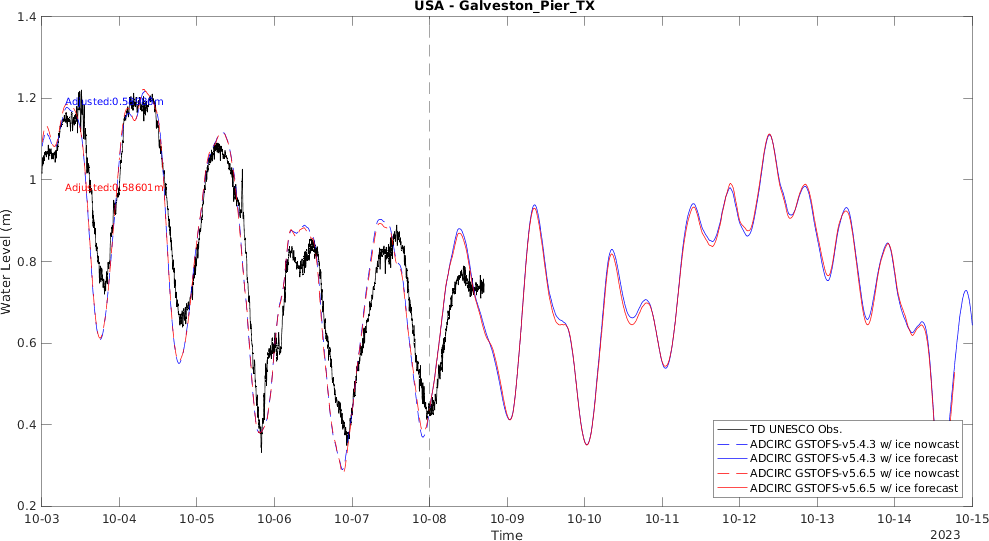 USA - Galveston_Pier_TX
Water Level (m)
1.4
1.2
1
0.8
0.6
0.4
0.2
Adjusted:0.58601m
10-03
10-04
10-05
10-06
10-07
10-08
10-09
10-10
10-11
10-12
10-13
10-14
10-15
Time
2023
TD UNESCO Obs.
ADCIRC GSTOFS-v5.4.3 w/ ice nowcast
ADCIRC GSTOFS-v5.4.3 w/ ice forecast
ADCIRC GSTOFS-v5.6.5 w/ ice nowcast
ADCIRC GSTOFS-v5.6.5 w/ ice forecast